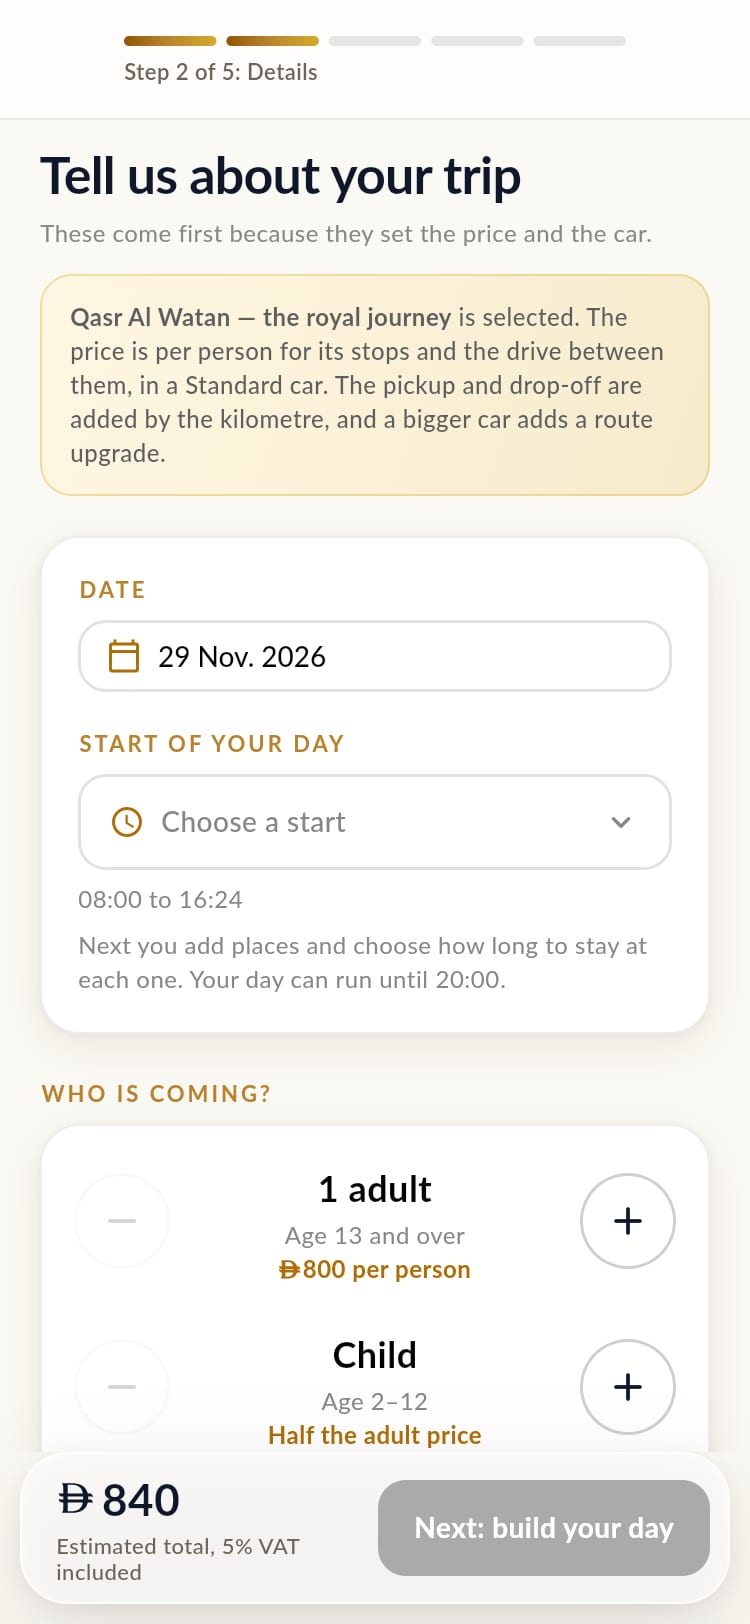 Step 2 of 5: Details
Tell us about your trip
These come first because they set the price and the car.
Qasr Al Watan — the royal journey is selected. The
price is per person for its stops and the drive between
them, in a Standard car. The pickup and drop-off are
added by the kilometre, and a bigger car adds a route
upgrade.
DATE
29 Nov. 2026
START OF YOUR DAY
Choose a start
08:00 to 16:24
Next you add places and choose how long to stay at
each one. Your day can run until 20:00.
WHO IS COMING?
1 adult
Age 13 and over
800 per person
Child
Age 2–12
Half the adult price
840
Estimated total, 5% VAT
included
Next: build your day